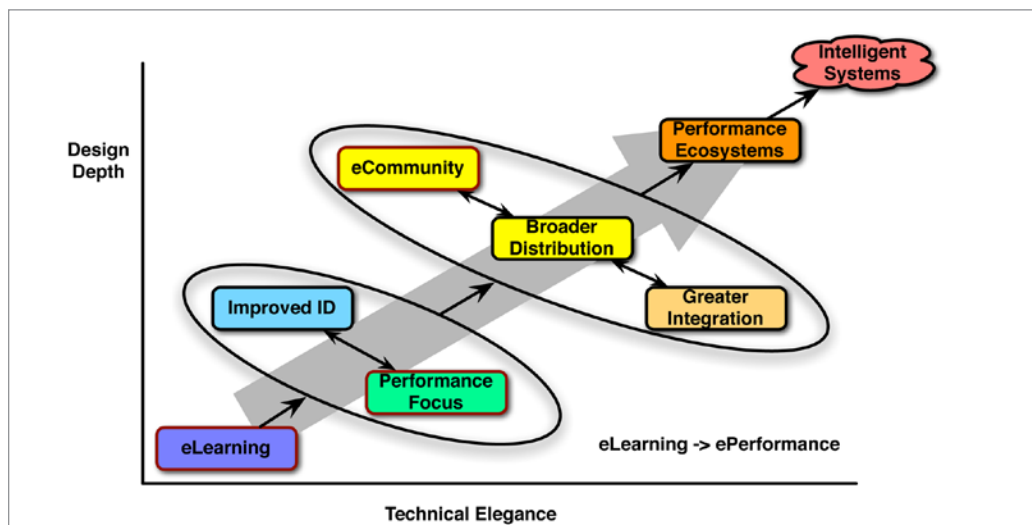 Intelligent
Systems
Design
Depth
Performance
Ecosystems
eCommunity
Broader
Distribution
Improved ID
Greater
Integration
Performance
Focus
eLearning
eLearning -> ePerformance
Technical Elegance